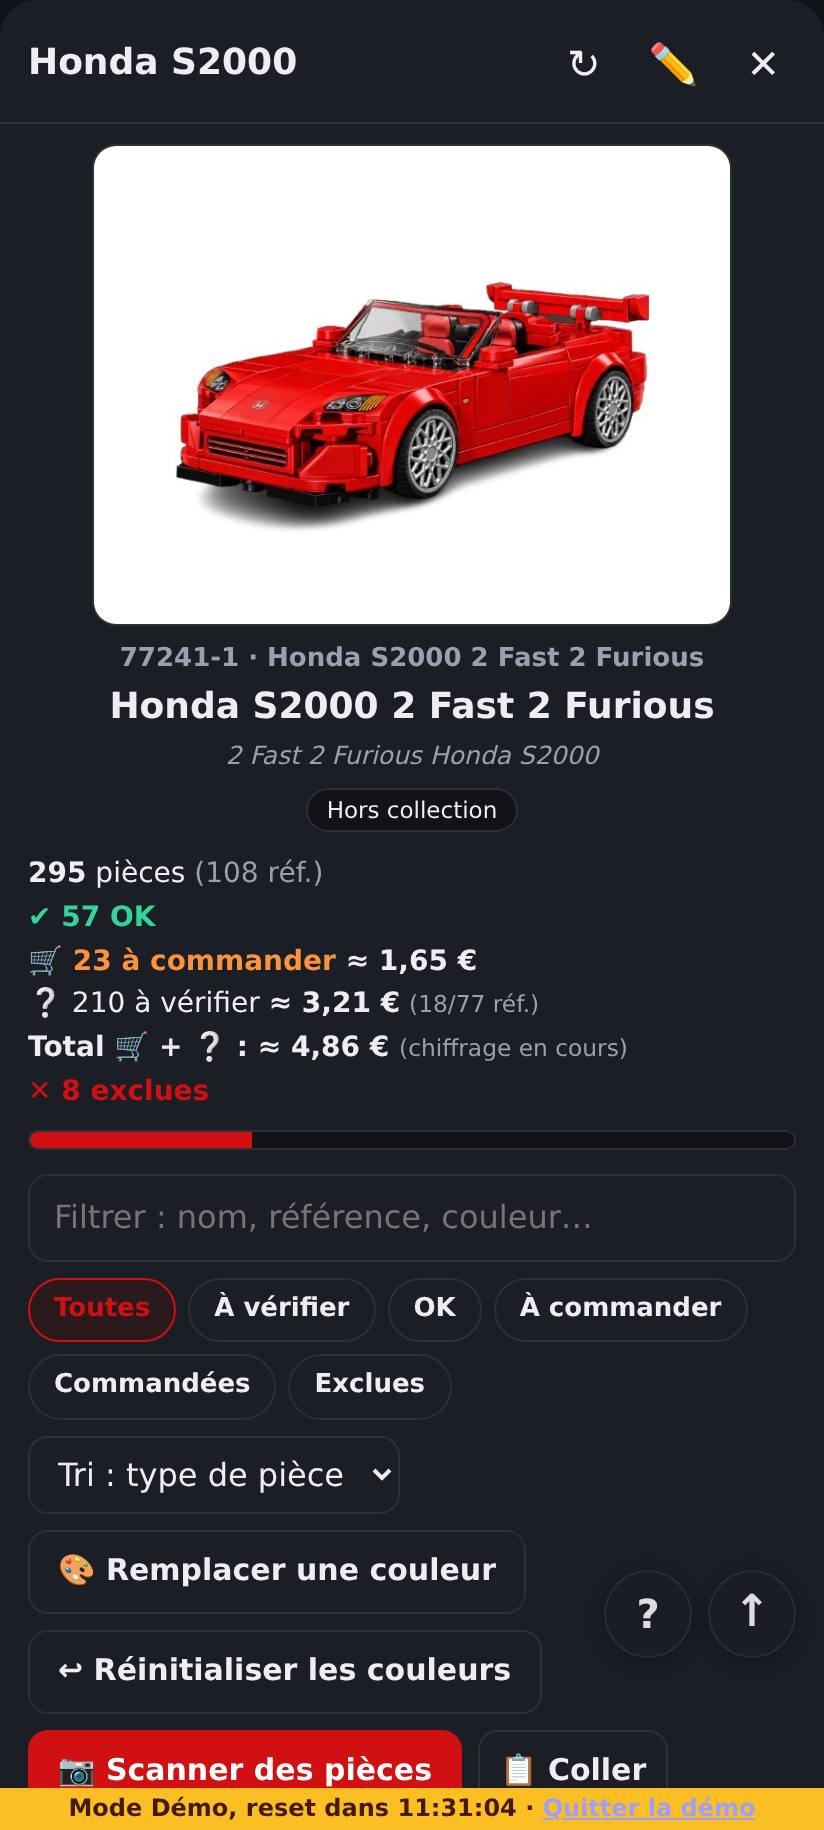 Honda S2000 ↻ ✏️ ✕
77241-1 · Honda S2000 2 Fast 2 Furious
Honda S2000 2 Fast 2 Furious
2 Fast 2 Furious Honda S2000
Hors collection
295 pièces (108 réf.)
✔ 57 OK
🛒 23 à commander ≈ 1,65 €
❔ 210 à vérifier ≈ 3,21 € (18/77 réf.)
Total 🛒 + ❔ : ≈ 4,86 € (chiffrage en cours)
✕ 8 exclues
Filtrer : nom, référence, couleur…
Toutes À vérifier OK À commander
Commandées Exclues
Tri : type de pièce
🎨 Remplacer une couleur
? ↑
↩ Réinitialiser les couleurs
📷 Scanner des pièces 📋 Coller
Mode Démo, reset dans 11:31:04 · Quitter la démo